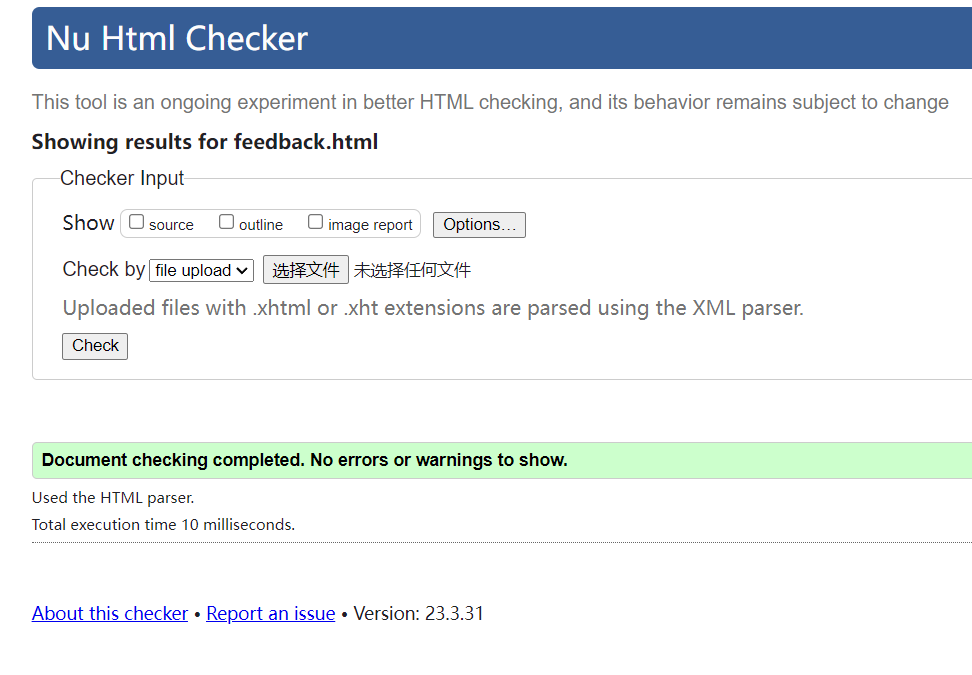 Nu Html Checker
This tool is an ongoing experiment in better HTML checking, and its behavior remains subject to change
Showing results for feedback.html
Checker Input
Show source outline image report Options...
Check by file upload 选择文件 未选择任何文件
Uploaded files with .xhtml or .xht extensions are parsed using the XML parser.
Check
Document checking completed. No errors or warnings to show.
Used the HTML parser.
Total execution time 10 milliseconds.
About this checker • Report an issue • Version: 23.3.31